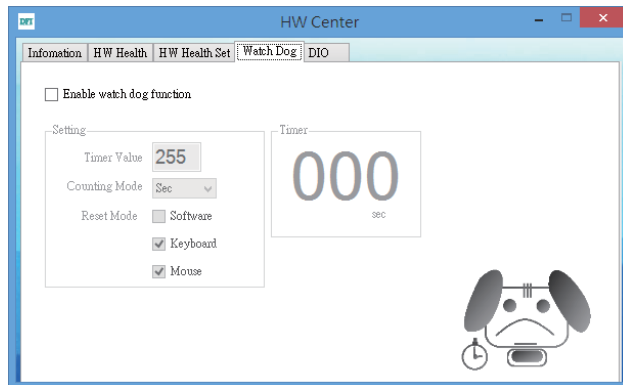 DFI HW Center
Infomation HW Health HW Health Set Watch Dog DIO
Enable watch dog function
Setting
Timer Value 255
Counting Mode Sec
Reset Mode Software
Keyboard
Mouse
Timer
000
sec